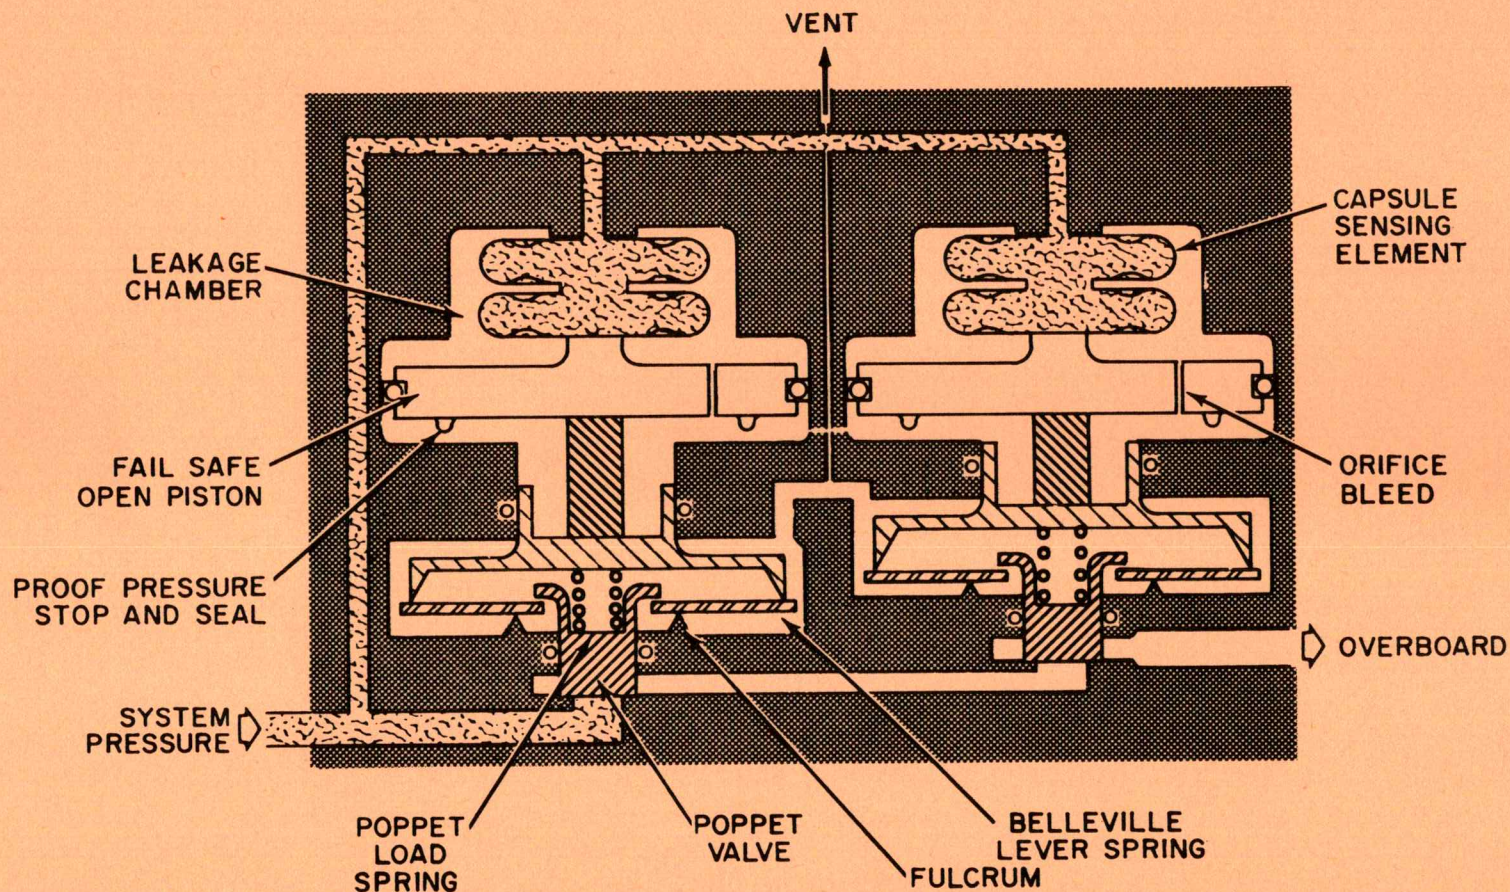 VENT
CAPSULE
SENSING
ELEMENT
LEAKAGE
CHAMBER
FAIL SAFE
OPEN PISTON
ORIFICE
BLEED
PROOF PRESSURE
STOP AND SEAL
OVERBOARD
SYSTEM
PRESSURE
POPPET
LOAD
SPRING
POPPET
VALVE
BELLEVILLE
LEVER SPRING
FULCRUM